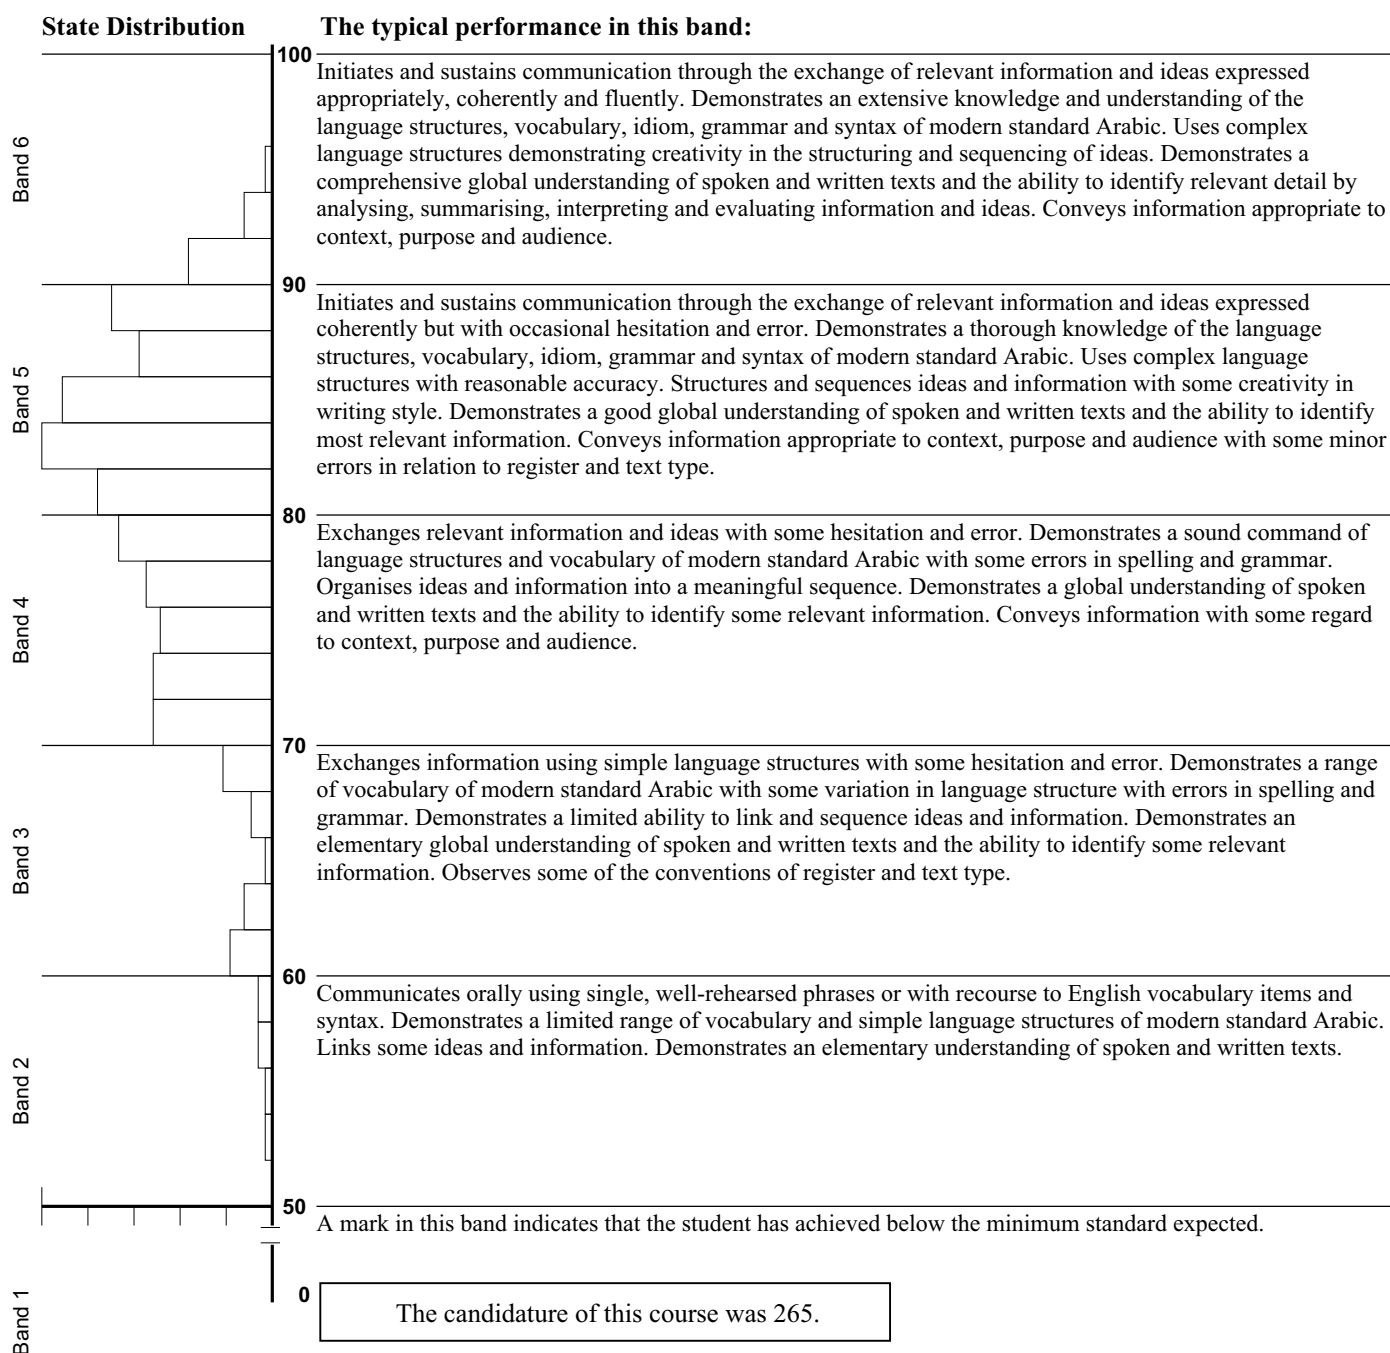 State Distribution
The typical performance in this band:
100
Band 6
Initiates and sustains communication through the exchange of relevant information and ideas expressed
appropriately, coherently and fluently. Demonstrates an extensive knowledge and understanding of the
language structures, vocabulary, idiom, grammar and syntax of modern standard Arabic. Uses complex
language structures demonstrating creativity in the structuring and sequencing of ideas. Demonstrates a
comprehensive global understanding of spoken and written texts and the ability to identify relevant detail by
analysing, summarising, interpreting and evaluating information and ideas. Conveys information appropriate to
context, purpose and audience.
90
Band 5
Initiates and sustains communication through the exchange of relevant information and ideas expressed
coherently but with occasional hesitation and error. Demonstrates a thorough knowledge of the language
structures, vocabulary, idiom, grammar and syntax of modern standard Arabic. Uses complex language
structures with reasonable accuracy. Structures and sequences ideas and information with some creativity in
writing style. Demonstrates a good global understanding of spoken and written texts and the ability to identify
most relevant information. Conveys information appropriate to context, purpose and audience with some minor
errors in relation to register and text type.
80
Band 4
Exchanges relevant information and ideas with some hesitation and error. Demonstrates a sound command of
language structures and vocabulary of modern standard Arabic with some errors in spelling and grammar.
Organises ideas and information into a meaningful sequence. Demonstrates a global understanding of spoken
and written texts and the ability to identify some relevant information. Conveys information with some regard
to context, purpose and audience.
70
Band 3
Exchanges information using simple language structures with some hesitation and error. Demonstrates a range
of vocabulary of modern standard Arabic with some variation in language structure with errors in spelling and
grammar. Demonstrates a limited ability to link and sequence ideas and information. Demonstrates an
elementary global understanding of spoken and written texts and the ability to identify some relevant
information. Observes some of the conventions of register and text type.
60
Band 2
Communicates orally using single, well-rehearsed phrases or with recourse to English vocabulary items and
syntax. Demonstrates a limited range of vocabulary and simple language structures of modern standard Arabic.
Links some ideas and information. Demonstrates an elementary understanding of spoken and written texts.
50
A mark in this band indicates that the student has achieved below the minimum standard expected.
Band 1
0
The candidature of this course was 265.